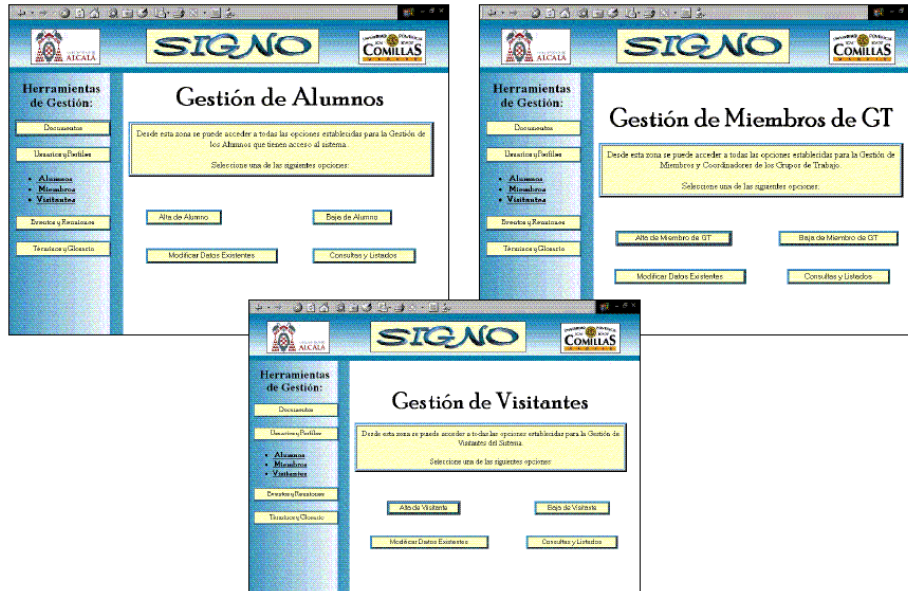 ALCALÁ
SIGNO
COMILLAS
Herramientas
de Gestión:
Documentos
Usuarios y Perfiles
• Alumnos
• Miembros
• Visitantes
Eventos y Reuniones
Términos y Glosario
Gestión de Alumnos
Desde esta zona se puede acceder a todas las opciones establecidas para la Gestión de
los Alumnos que tienen acceso al sistema.
Seleccione una de las siguientes opciones:
Alta de Alumno
Baja de Alumno
Modificar Datos Existentes
Consultas y Listados
ALCALÁ
SIGNO
COMILLAS
Herramientas
de Gestión:
Documentos
Usuarios y Perfiles
• Alumnos
• Miembros
• Visitantes
Eventos y Reuniones
Términos y Glosario
Gestión de Miembros de GT
Desde esta zona se puede acceder a todas las opciones establecidas para la Gestión de
Miembros y Coordinadores de los Grupos de Trabajo.
Seleccione una de las siguientes opciones:
Alta de Miembro de GT
Baja de Miembro de GT
Modificar Datos Existentes
Consultas y Listados
ALCALÁ
SIGNO
COMILLAS
Herramientas
de Gestión:
Documentos
Usuarios y Perfiles
• Alumnos
• Miembros
• Visitantes
Eventos y Reuniones
Términos y Glosario
Gestión de Visitantes
Desde esta zona se puede acceder a todas las opciones establecidas para la Gestión de
Visitantes del Sistema.
Seleccione una de las siguientes opciones:
Alta de Visitante
Baja de Visitante
Modificar Datos Existentes
Consultas y Listados